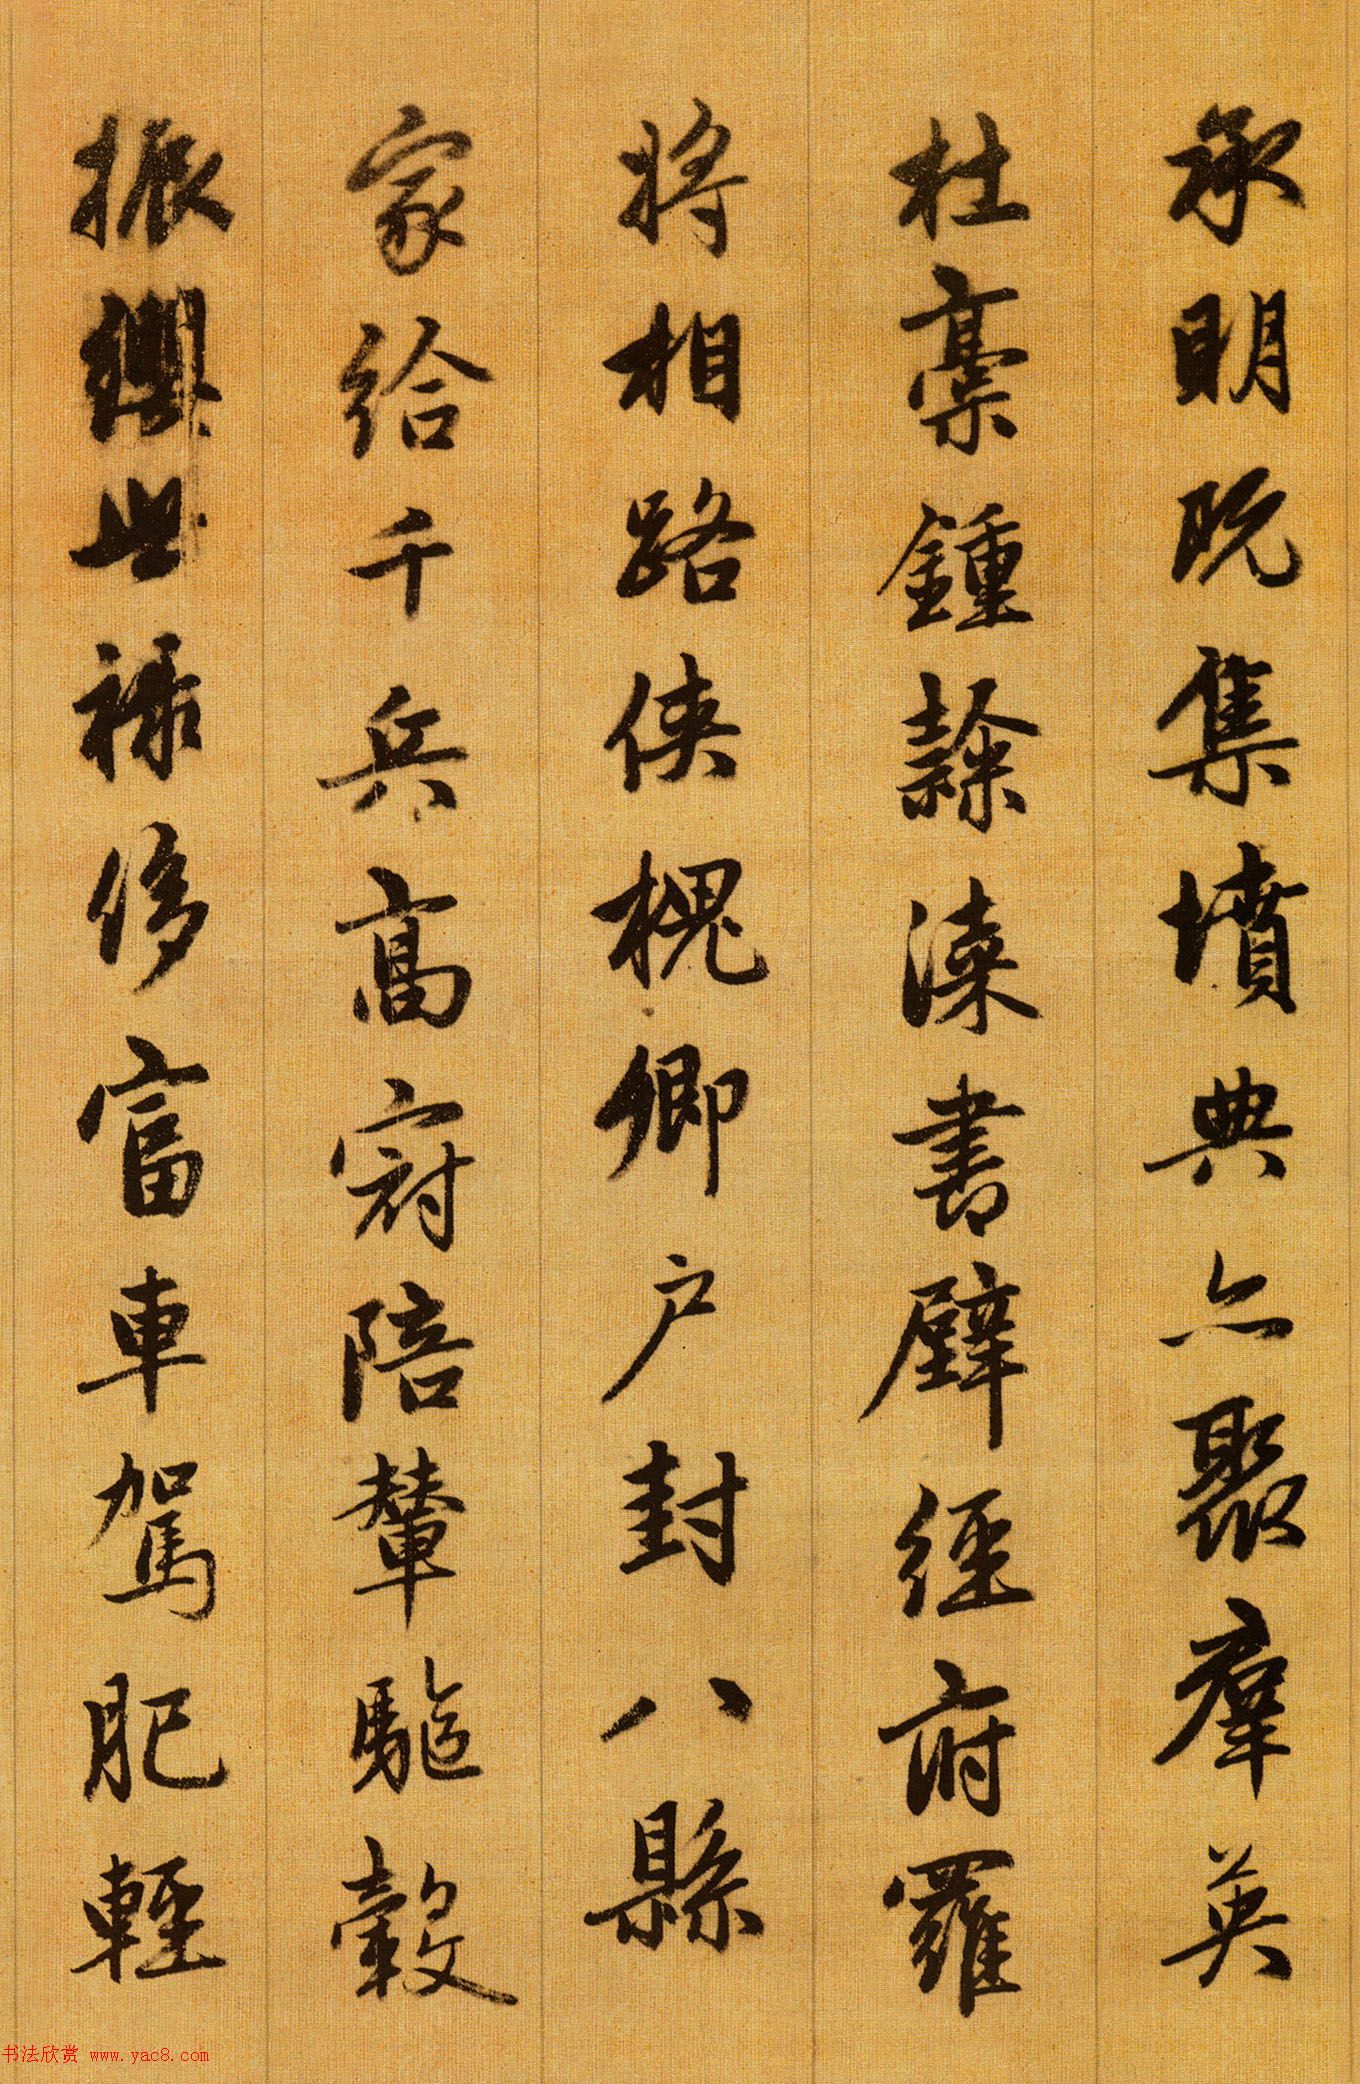 承明既集墳典亦聚羣英
杜稾鍾隸漆書壁經府羅
將相路俠槐卿户封八縣
家給千兵高冠陪輦驅轂
振纓世祿侈富車駕肥輕
书法欣赏 www.yac8.com